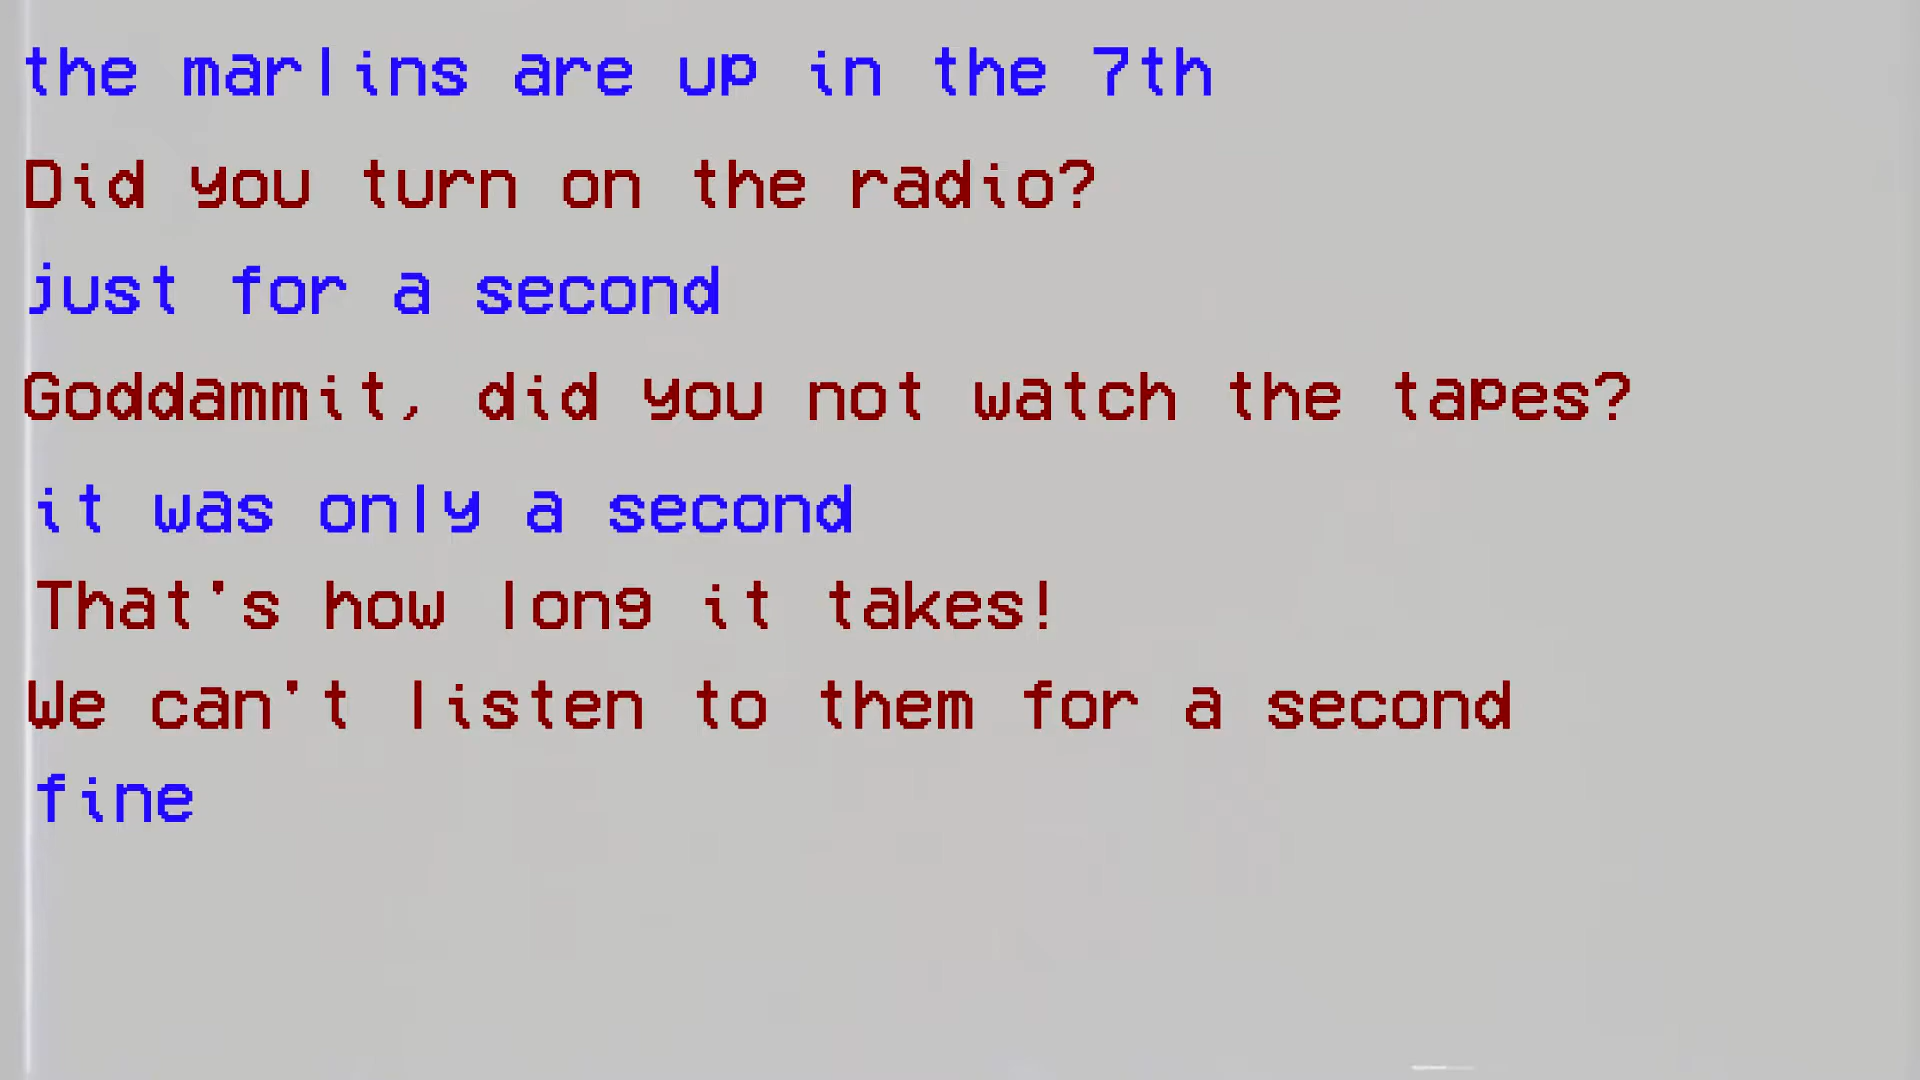 the marlins are up in the 7th
Did you turn on the radio?
just for a second
Goddammit, did you not watch the tapes?
it was only a second
That's how long it takes!
We can't listen to them for a second
fine